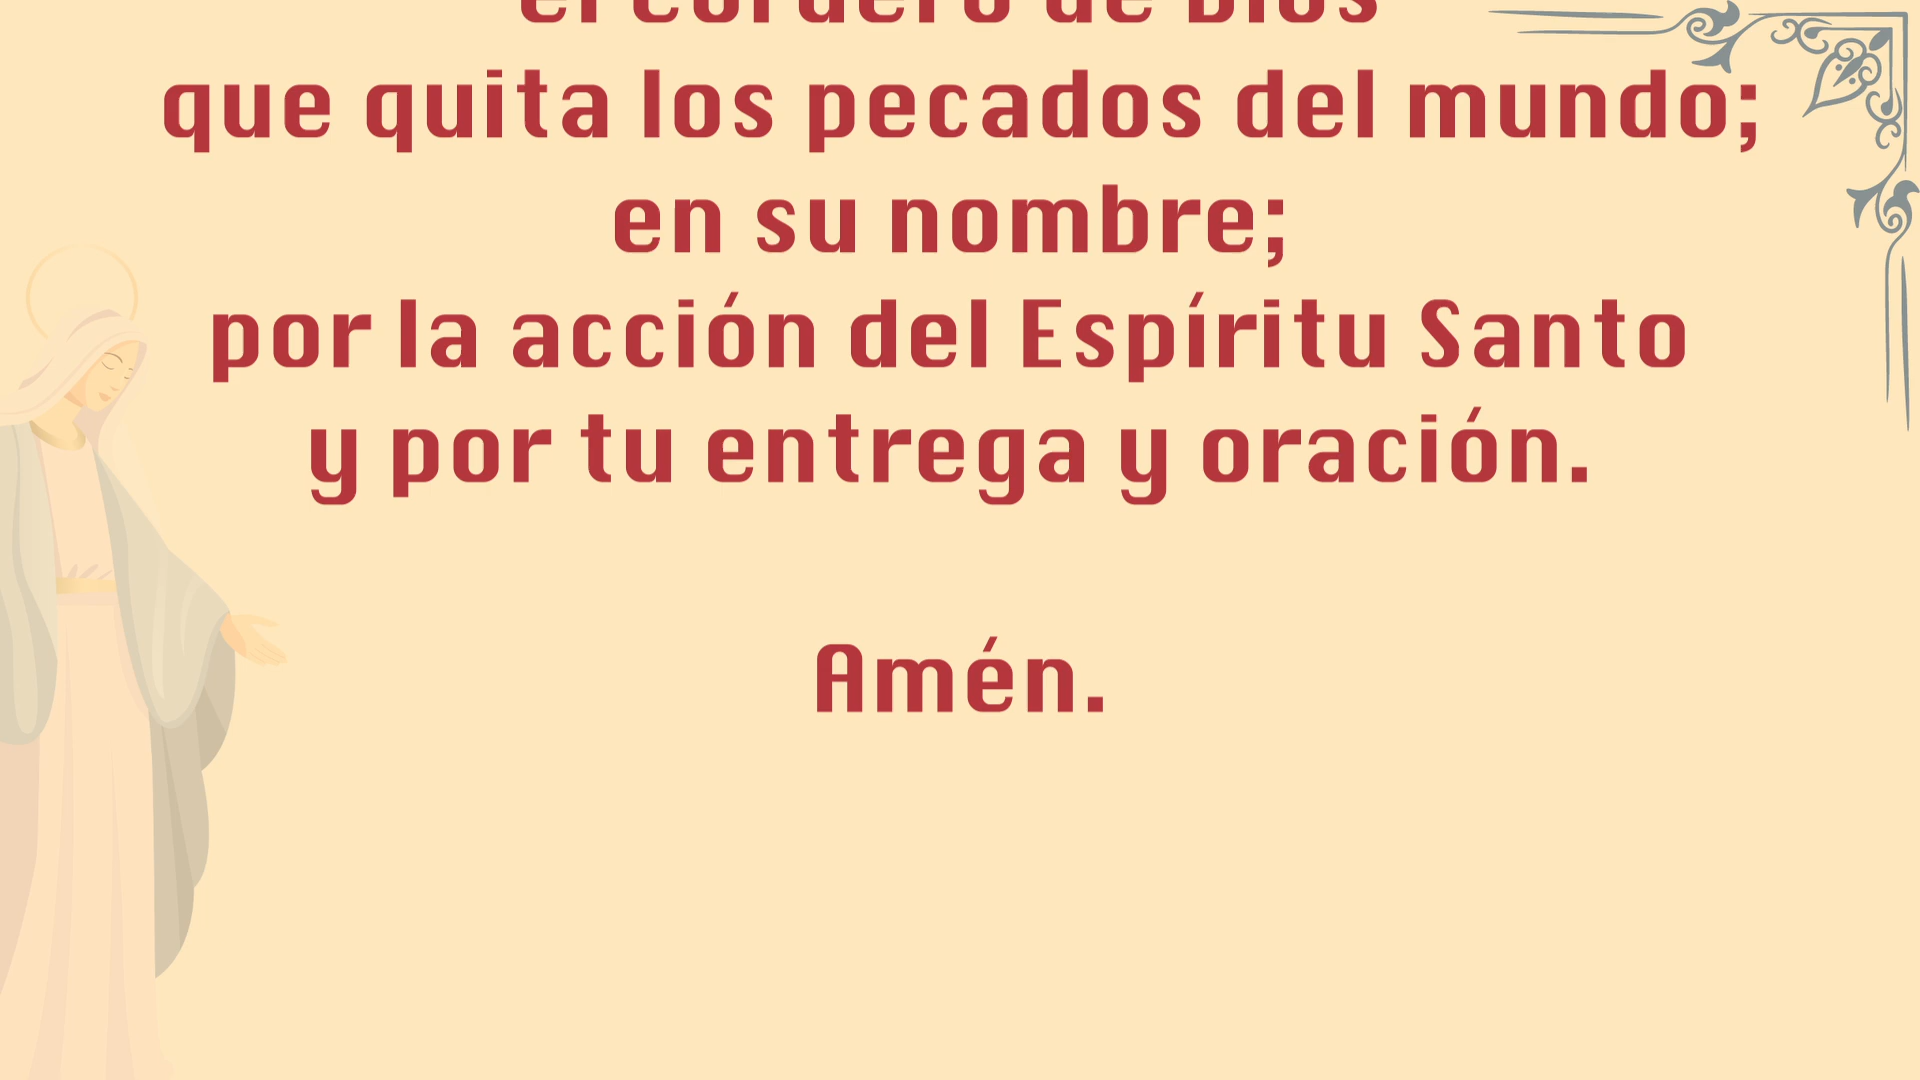 el Cordero de Dios
que quita los pecados del mundo;
en su nombre;
por la acción del Espíritu Santo
y por tu entrega y oración.
Amén.